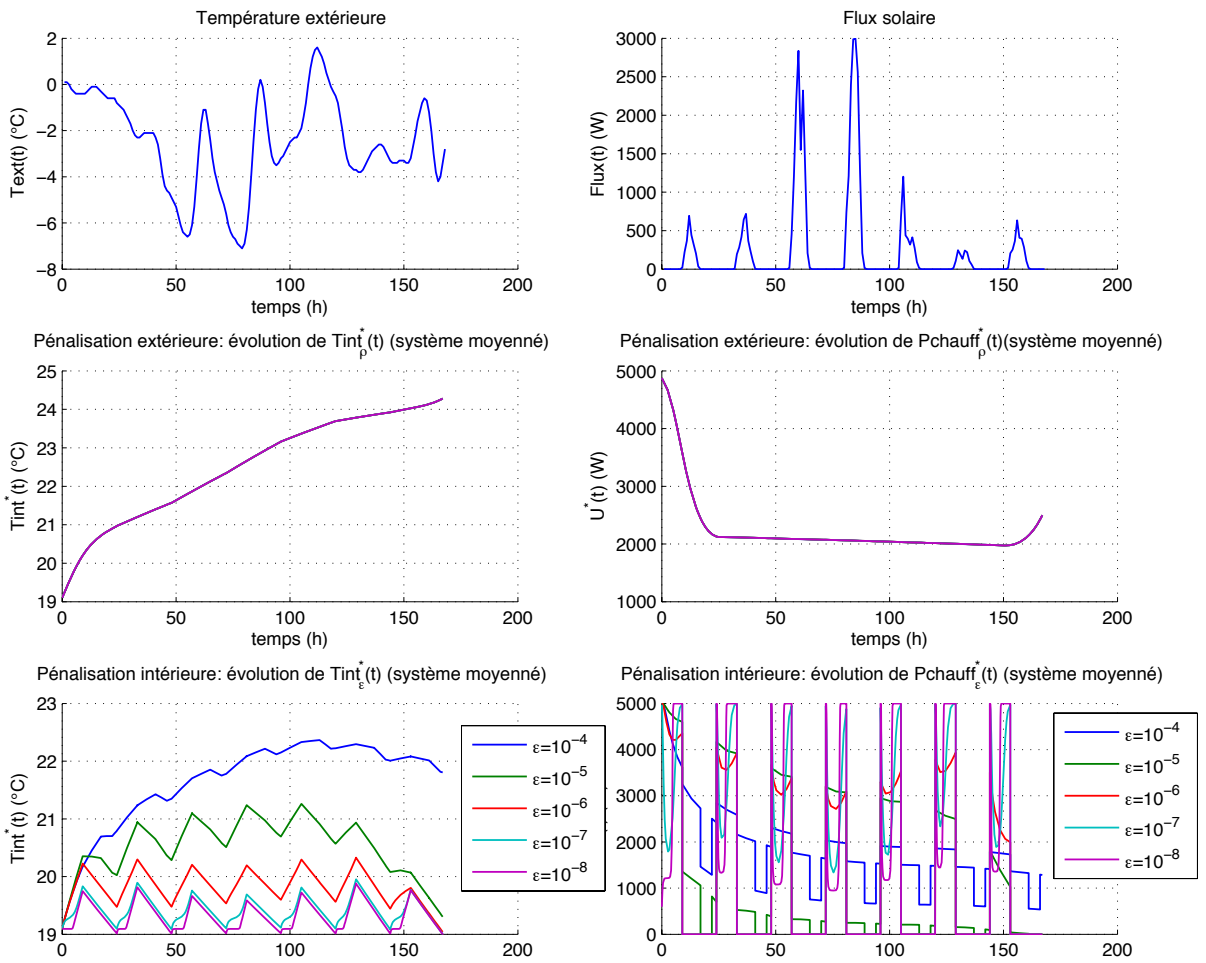 Température extérieure
Text(t) (°C)
2
0
−2
−4
−6
−8
0
50
100
150
200
temps (h)
Flux solaire
Flux(t) (W)
3000
2500
2000
1500
1000
500
0
0
50
100
150
200
temps (h)
Pénalisation extérieure: évolution de Tint*ρ(t) (système moyenné)
Tint*(t) (°C)
25
24
23
22
21
20
19
0
50
100
150
200
temps (h)
Pénalisation extérieure: évolution de Pchauff*ρ(t)(système moyenné)
U*(t) (W)
5000
4000
3000
2000
1000
0
50
100
150
200
temps (h)
Pénalisation intérieure: évolution de Tint*ε(t) (système moyenné)
Tint*(t) (°C)
23
22
21
20
19
0
50
100
150
ε=10−4
ε=10−5
ε=10−6
ε=10−7
ε=10−8
Pénalisation intérieure: évolution de Pchauff*ε(t) (système moyenné)
5000
4000
3000
2000
1000
0
0
50
100
150
200
ε=10−4
ε=10−5
ε=10−6
ε=10−7
ε=10−8